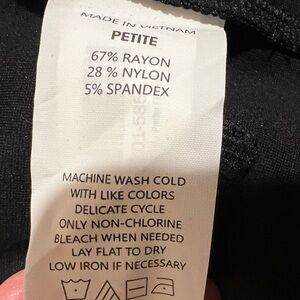 MADE IN VIETNAM
PETITE
67% RAYON
28 % NYLON
5% SPANDEX
MACHINE WASH COLD
WITH LIKE COLORS
DELICATE CYCLE
ONLY NON-CHLORINE
BLEACH WHEN NEEDED
LAY FLAT TO DRY
LOW IRON IF NECESSARY